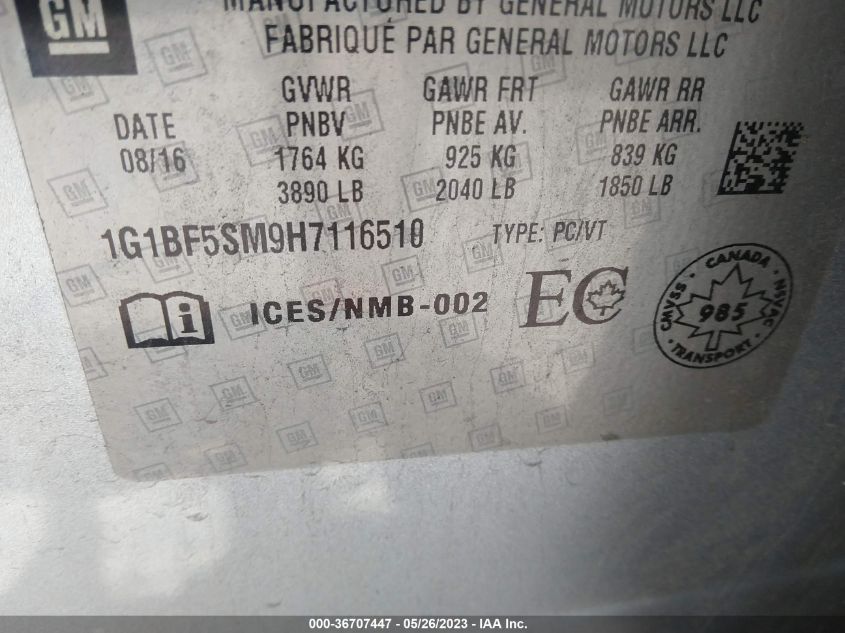 GM
MANUFACTURED BY GENERAL MOTORS LLC
FABRIQUÉ PAR GENERAL MOTORS LLC
GVWR GAWR FRT GAWR RR
DATE PNBV PNBE AV. PNBE ARR.
08/16 1764 KG 925 KG 839 KG
3890 LB 2040 LB 1850 LB
1G1BF5SM9H7116510 TYPE: PC/VT
ICES/NMB-002 EC
CANADA
CMVSS 985 NSVAC
TRANSPORT
000-36707447 - 05/26/2023 - IAA Inc.